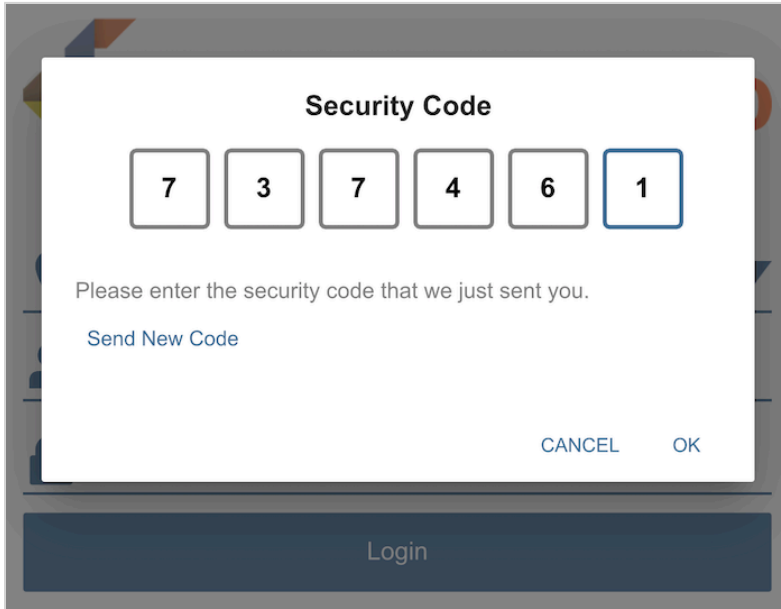 Security Code
7 3 7 4 6 1
Please enter the security code that we just sent you.
Send New Code
CANCEL OK
Login